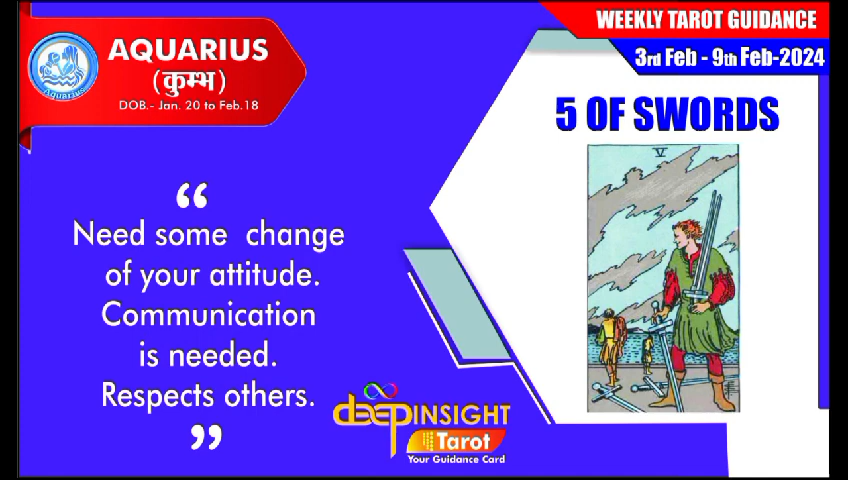 AQUARIUS
(कुम्भ)
DOB.- Jan. 20 to Feb.18
Aquarius
WEEKLY TAROT GUIDANCE
3rd Feb - 9th Feb-2024
5 OF SWORDS
V
“
Need some change
of your attitude.
Communication
is needed.
Respects others.
”
deepINSIGHT
Tarot
Your Guidance Card